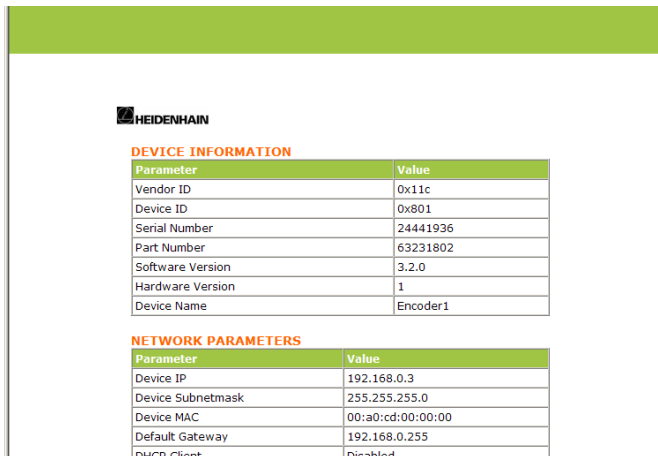 HEIDENHAIN
DEVICE INFORMATION
Parameter Value
Vendor ID 0x11c
Device ID 0x801
Serial Number 24441936
Part Number 63231802
Software Version 3.2.0
Hardware Version 1
Device Name Encoder1
NETWORK PARAMETERS
Parameter Value
Device IP 192.168.0.3
Device Subnetmask 255.255.255.0
Device MAC 00:a0:cd:00:00:00
Default Gateway 192.168.0.255
DHCP Client Disabled